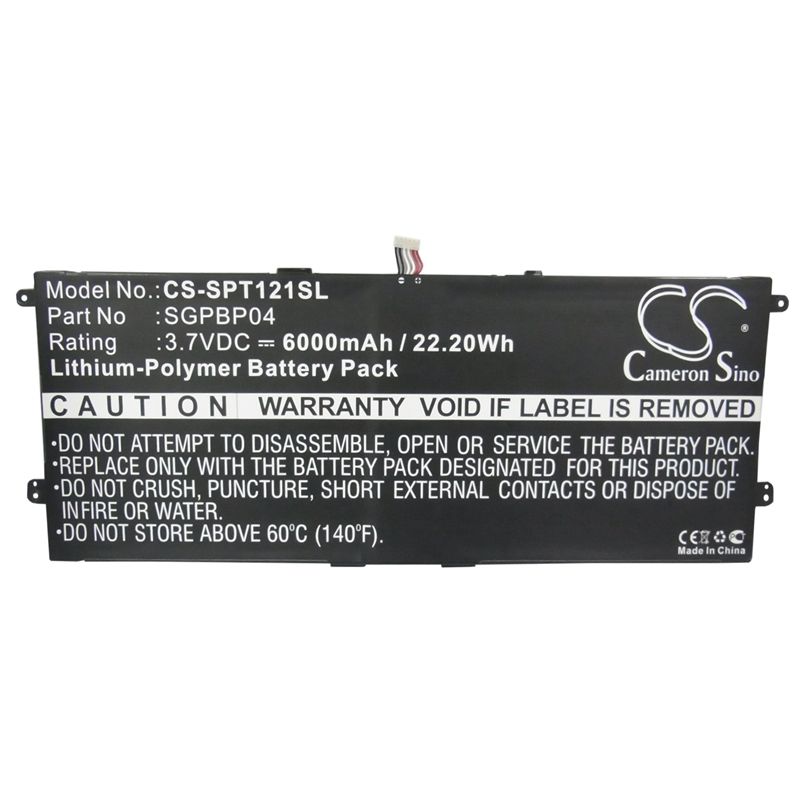 Model No.: CS-SPT121SL
Part No : SGPBP04
Rating : 3.7VDC ⎓ 6000mAh / 22.20Wh
Lithium-Polymer Battery Pack
CS
Cameron Sino
CAUTION WARRANTY VOID IF LABEL IS REMOVED
•DO NOT ATTEMPT TO DISASSEMBLE, OPEN OR SERVICE THE BATTERY PACK.
•REPLACE ONLY WITH THE BATTERY PACK DESIGNATED FOR THIS PRODUCT.
•DO NOT CRUSH, PUNCTURE, SHORT EXTERNAL CONTACTS OR DISPOSE
IN FIRE OR WATER.
•DO NOT STORE ABOVE 60°C (140°F).
CE
Made In China